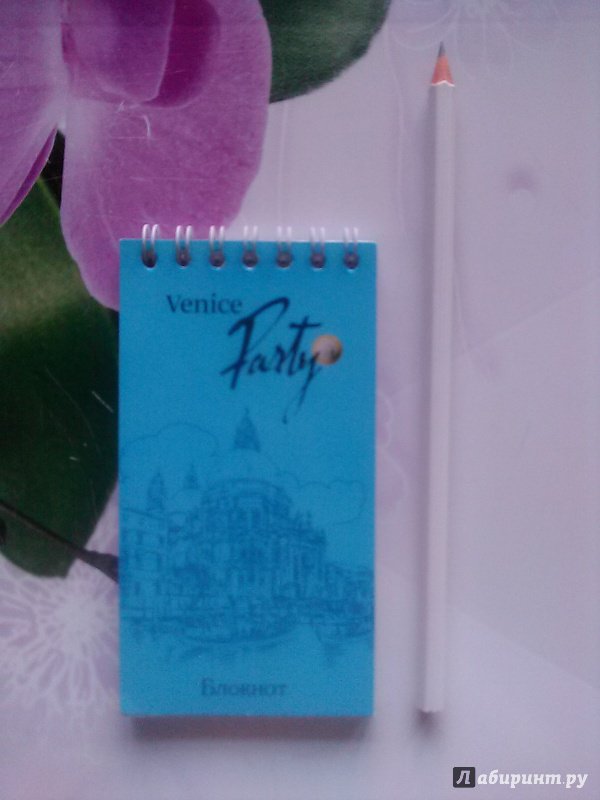 Venice
Party
Блокнот
Лабиринт.ру